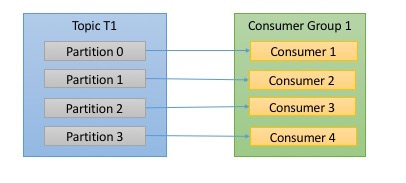 Topic T1
Partition 0
Partition 1
Partition 2
Partition 3
Consumer Group 1
Consumer 1
Consumer 2
Consumer 3
Consumer 4